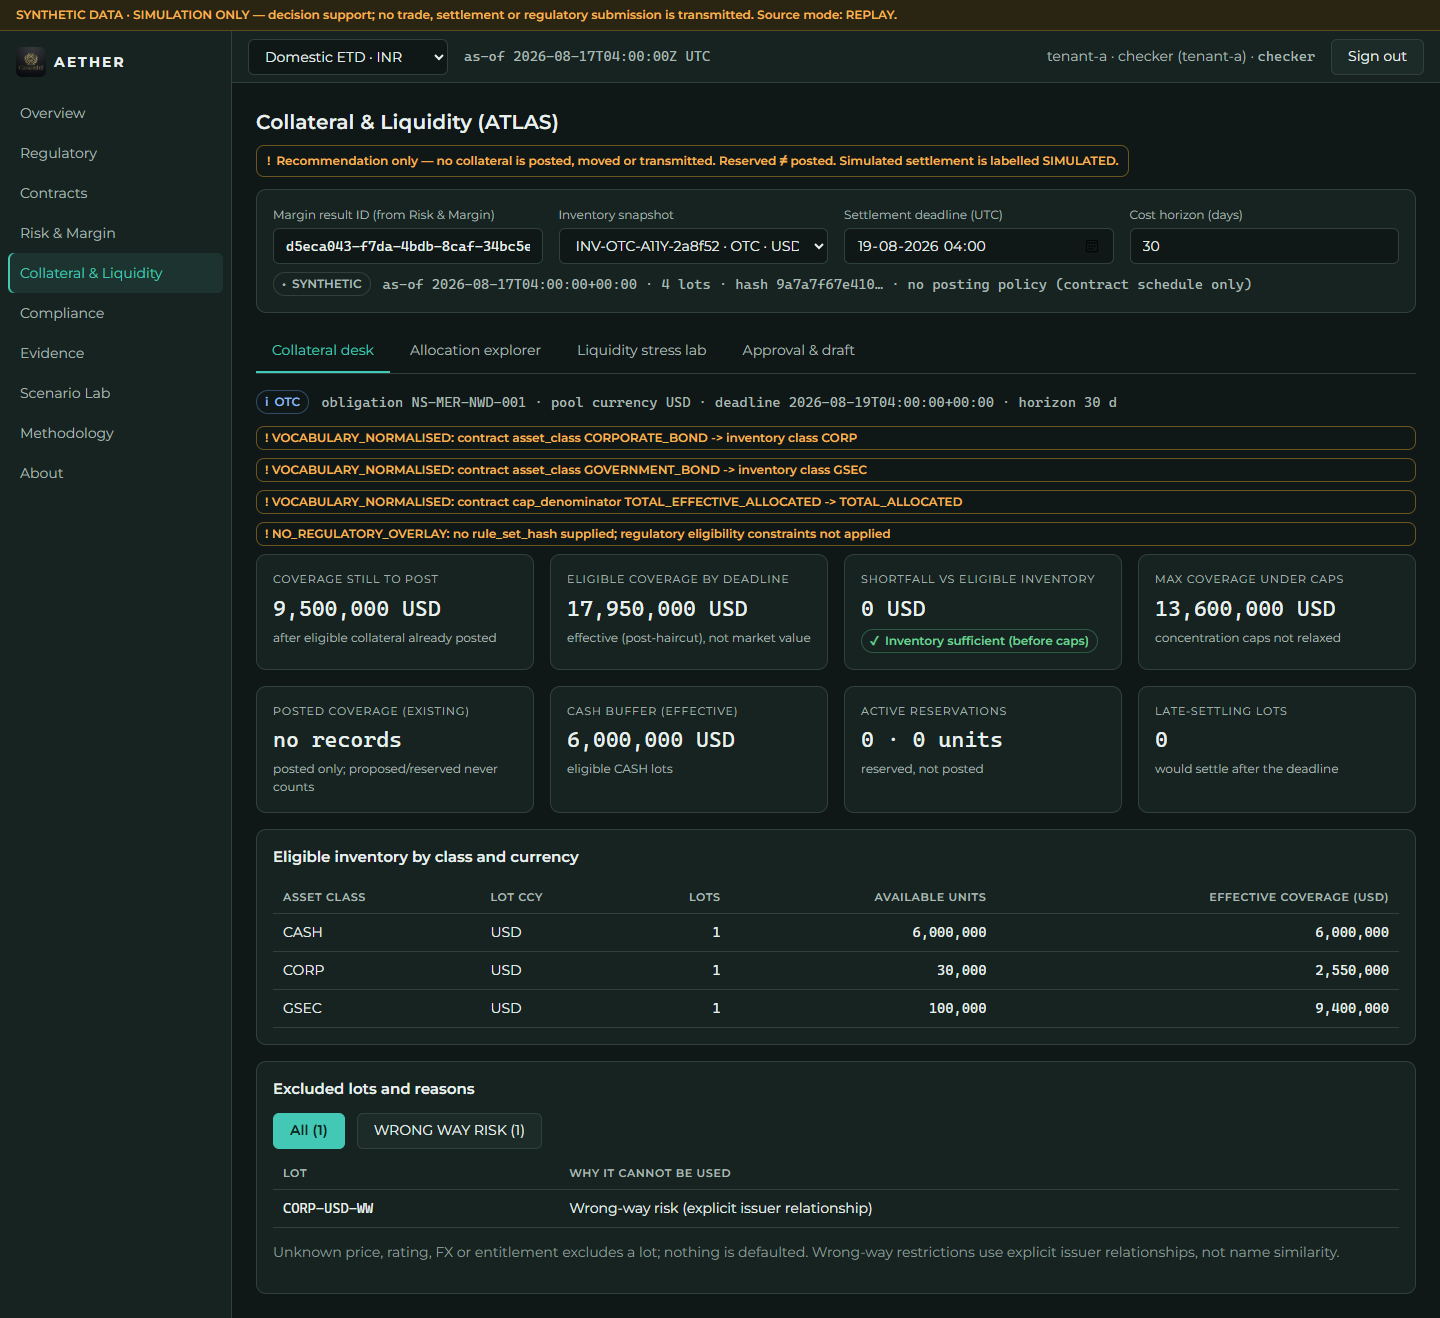 SYNTHETIC DATA · SIMULATION ONLY — decision support; no trade, settlement or regulatory submission is transmitted. Source mode: REPLAY.
AETHER
Domestic ETD · INR
as-of 2026-08-17T04:00:00Z UTC
tenant-a · checker (tenant-a) · checker
Sign out
Overview
Regulatory
Contracts
Risk & Margin
Collateral & Liquidity
Compliance
Evidence
Scenario Lab
Methodology
About
Collateral & Liquidity (ATLAS)
! Recommendation only — no collateral is posted, moved or transmitted. Reserved ≠ posted. Simulated settlement is labelled SIMULATED.
Margin result ID (from Risk & Margin)
Inventory snapshot
Settlement deadline (UTC)
Cost horizon (days)
d5eca043-f7da-4bdb-8caf-34bc5e
INV-OTC-A11Y-2a8f52 · OTC · USD
19-08-2026 04:00
30
· SYNTHETIC
as-of 2026-08-17T04:00:00+00:00 · 4 lots · hash 9a7a7f67e410… · no posting policy (contract schedule only)
Collateral desk
Allocation explorer
Liquidity stress lab
Approval & draft
i OTC
obligation NS-MER-NWD-001 · pool currency USD · deadline 2026-08-19T04:00:00+00:00 · horizon 30 d
! VOCABULARY_NORMALISED: contract asset_class CORPORATE_BOND -> inventory class CORP
! VOCABULARY_NORMALISED: contract asset_class GOVERNMENT_BOND -> inventory class GSEC
! VOCABULARY_NORMALISED: contract cap_denominator TOTAL_EFFECTIVE_ALLOCATED -> TOTAL_ALLOCATED
! NO_REGULATORY_OVERLAY: no rule_set_hash supplied; regulatory eligibility constraints not applied
COVERAGE STILL TO POST
9,500,000 USD
after eligible collateral already posted
ELIGIBLE COVERAGE BY DEADLINE
17,950,000 USD
effective (post-haircut), not market value
SHORTFALL VS ELIGIBLE INVENTORY
0 USD
✓ Inventory sufficient (before caps)
MAX COVERAGE UNDER CAPS
13,600,000 USD
concentration caps not relaxed
POSTED COVERAGE (EXISTING)
no records
posted only; proposed/reserved never
counts
CASH BUFFER (EFFECTIVE)
6,000,000 USD
eligible CASH lots
ACTIVE RESERVATIONS
0 · 0 units
reserved, not posted
LATE-SETTLING LOTS
0
would settle after the deadline
Eligible inventory by class and currency
ASSET CLASS LOT CCY LOTS AVAILABLE UNITS EFFECTIVE COVERAGE (USD)
CASH USD 1 6,000,000 6,000,000
CORP USD 1 30,000 2,550,000
GSEC USD 1 100,000 9,400,000
Excluded lots and reasons
All (1)
WRONG WAY RISK (1)
LOT WHY IT CANNOT BE USED
CORP-USD-WW Wrong-way risk (explicit issuer relationship)
Unknown price, rating, FX or entitlement excludes a lot; nothing is defaulted. Wrong-way restrictions use explicit issuer relationships, not name similarity.